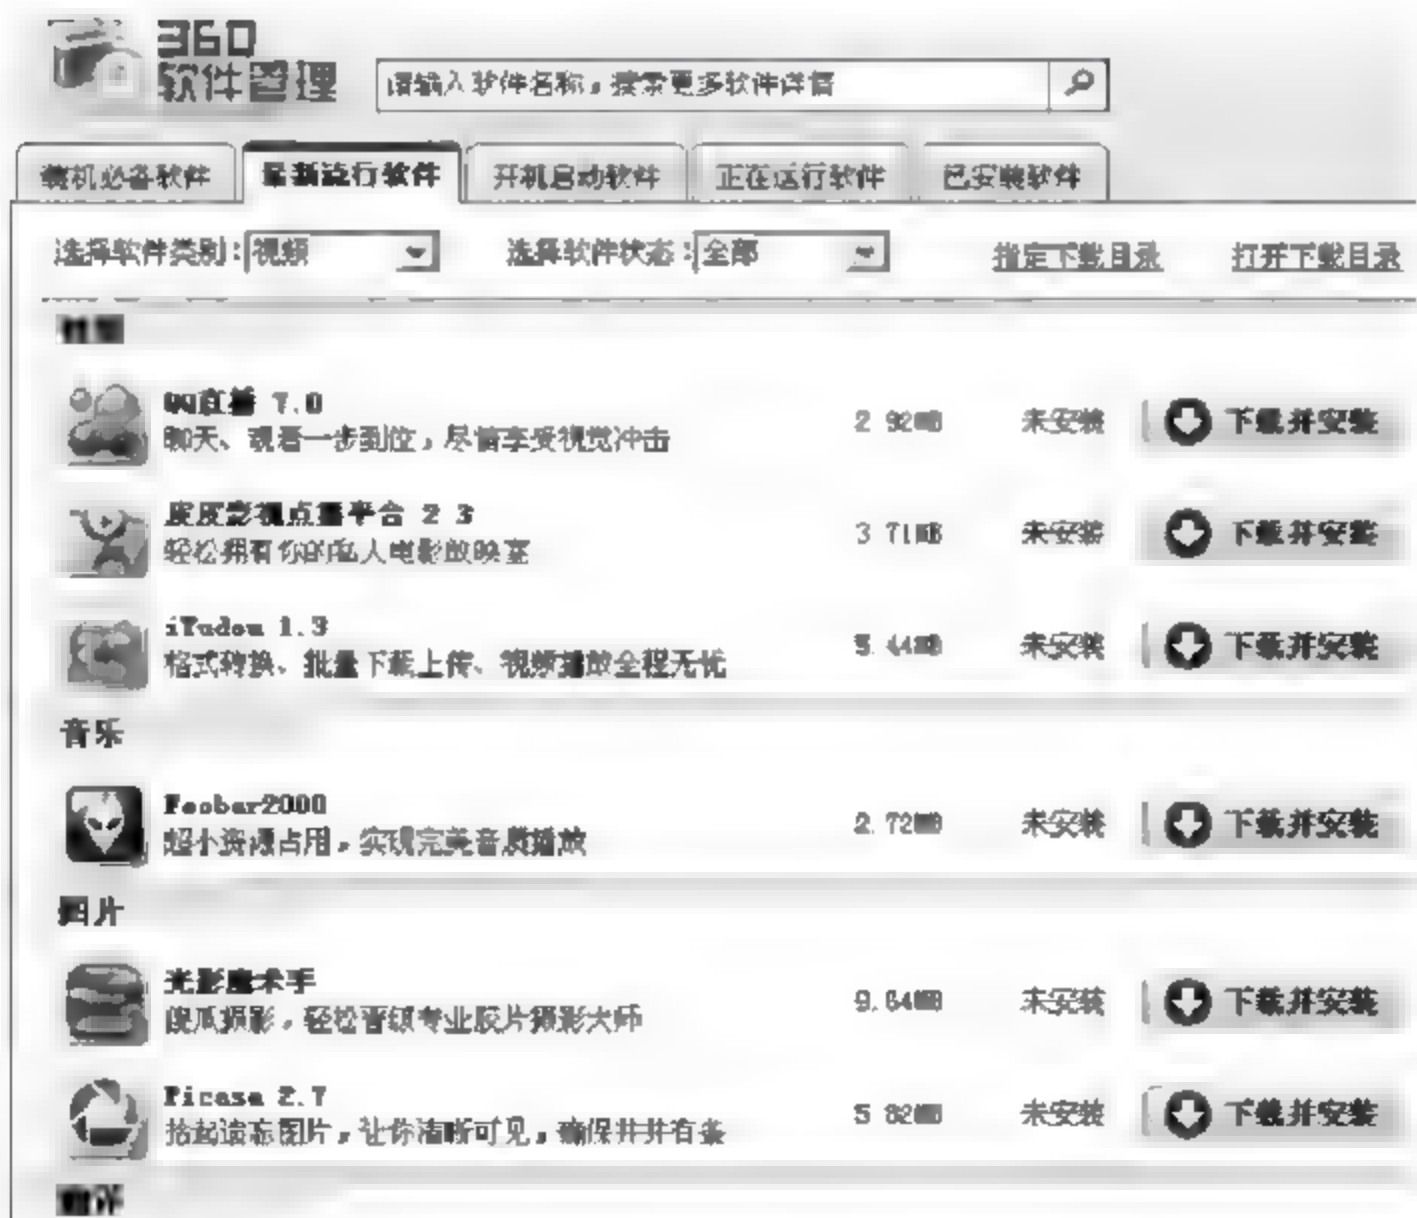 360
软件管理
请输入软件名称，搜索更多软件详情
装机必备软件 最新流行软件 开机启动软件 正在运行软件 已安装软件
选择软件类别：视频 选择软件状态：全部 指定下载目录 打开下载目录
QQ直播 7.0
聊天、观看一步到位，尽情享受视觉冲击
2.92MB 未安装 下载并安装
皮皮影视点播平台 2.3
轻松拥有你的私人电影放映室
3.71MB 未安装 下载并安装
iTudou 1.3
格式转换、批量下载上传、视频播放全程无忧
5.44MB 未安装 下载并安装
音乐
Foobar2000
超小资源占用，实现完美音质播放
2.72MB 未安装 下载并安装
图片
光影魔术手
傻瓜摄影，轻松晋级专业胶片摄影大师
9.64MB 未安装 下载并安装
Picasa 2.7
拾起遗忘图片，让你清晰可见，确保井井有条
5.82MB 未安装 下载并安装